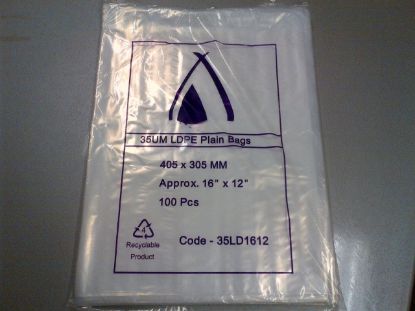 35UM LDPE Plain Bags
405 x 305 MM
Approx. 16" x 12"
100 Pcs
4
Recyclable
Product
Code - 35LD1612